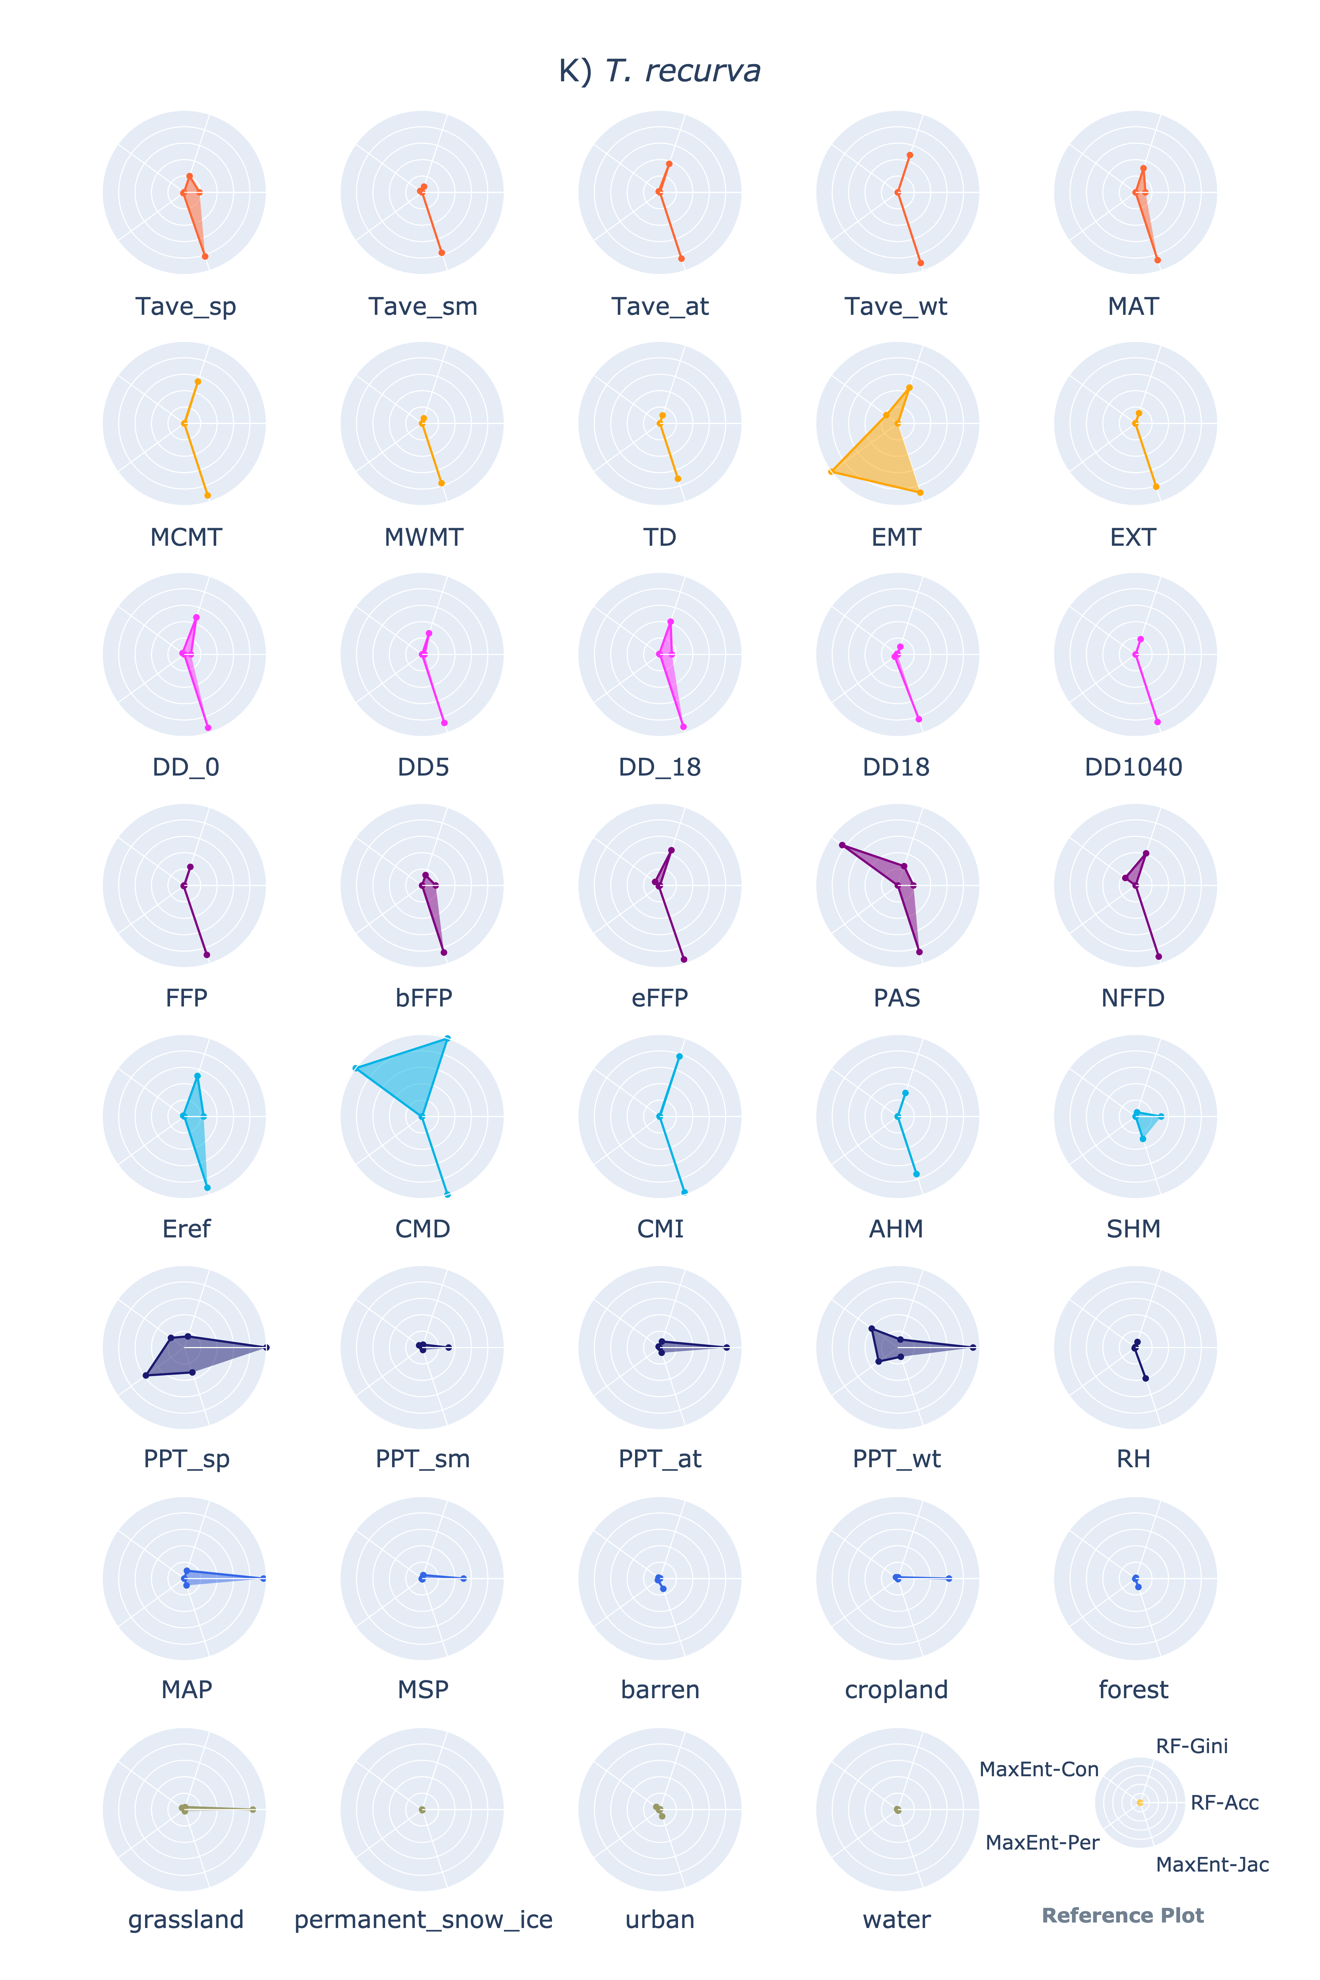 K) T. recurva
Tave_sp Tave_sm Tave_at Tave_wt MAT
MCMT MWMT TD EMT EXT
DD_0 DD5 DD_18 DD18 DD1040
FFP bFFP eFFP PAS NFFD
Eref CMD CMI AHM SHM
PPT_sp PPT_sm PPT_at PPT_wt RH
MAP MSP barren cropland forest
RF-Gini
MaxEnt-Con
RF-Acc
MaxEnt-Per
MaxEnt-Jac
grassland permanent_snow_ice urban water Reference Plot